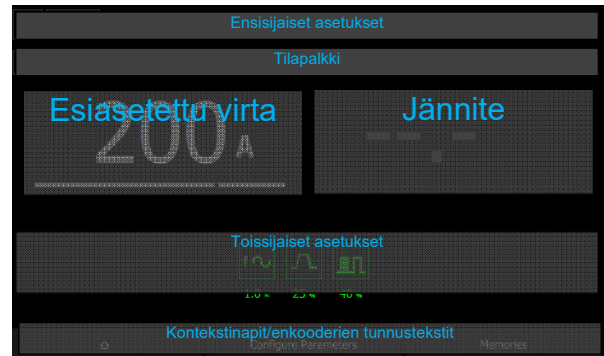 Ensisijaiset asetukset
Tilapalkki
Esiasetettu virta
200 A
Jännite
-- -.-
Toissijaiset asetukset
25 % 40 %
Kontekstinapit/enkooderien tunnustekstit
Configure Parameters Memories